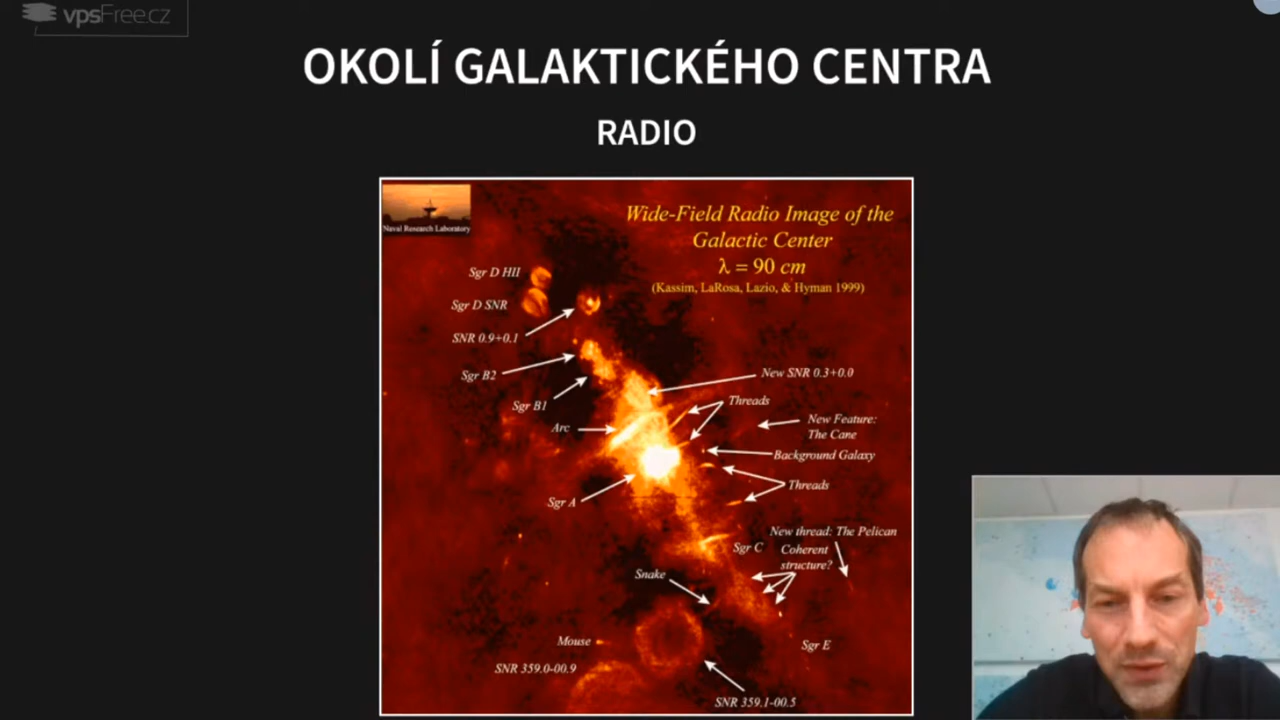 vpsFree.cz
OKOLÍ GALAKTICKÉHO CENTRA
RADIO
Naval Research Laboratory
Wide-Field Radio Image of the
Galactic Center
λ = 90 cm
(Kassim, LaRosa, Lazio, & Hyman 1999)
Sgr D HII
Sgr D SNR
SNR 0.9+0.1
Sgr B2
New SNR 0.3+0.0
Sgr B1
Threads
Arc
New Feature:
The Cane
Background Galaxy
Threads
Sgr A
New thread: The Pelican
Sgr C
Coherent
structure?
Snake
Mouse
Sgr E
SNR 359.0-00.9
SNR 359.1-00.5